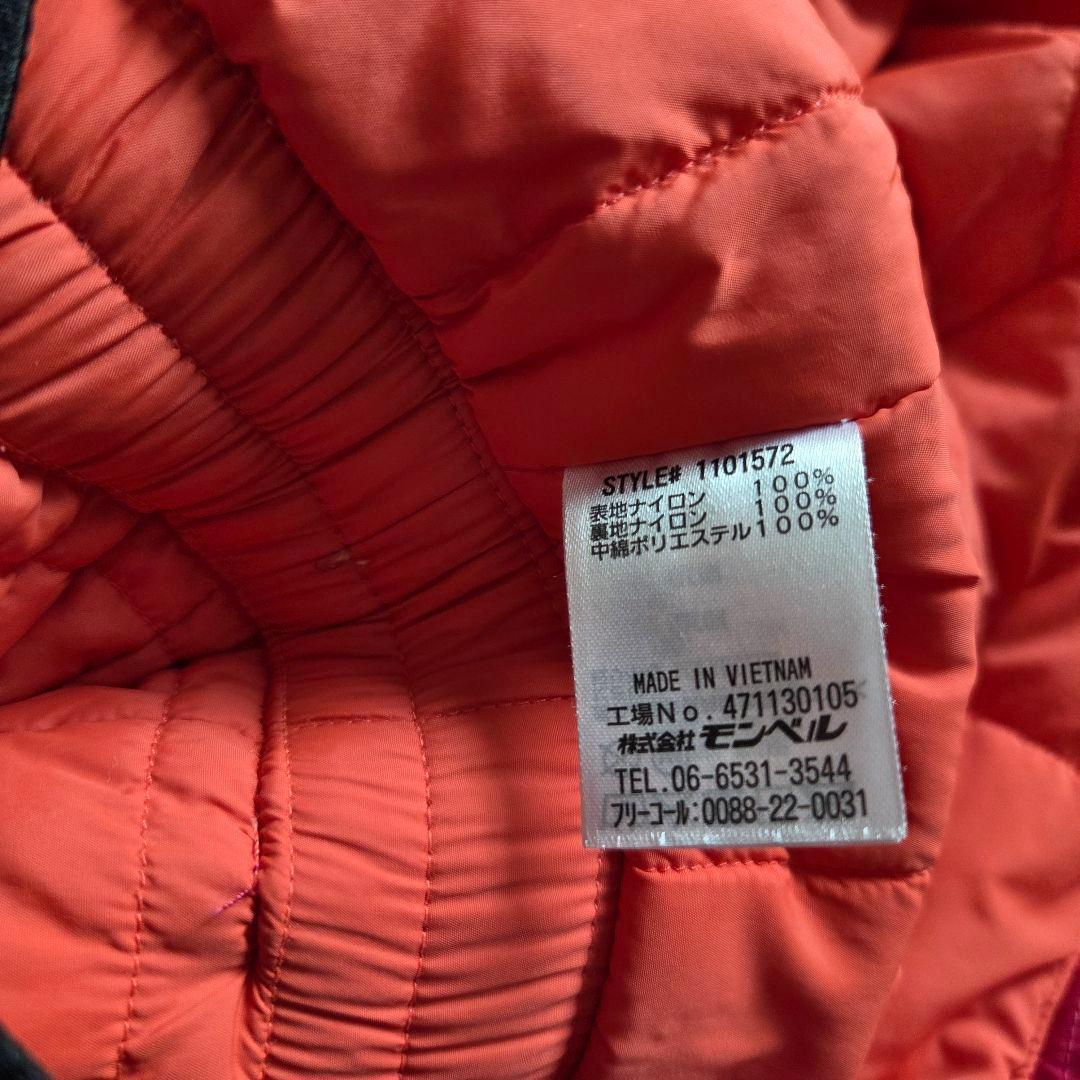 STYLE# 1101572
表地ナイロン 100%
裏地ナイロン 100%
中綿ポリエステル100%
MADE IN VIETNAM
工場No.471130105
株式会社モンベル
TEL.06-6531-3544
フリーコール:0088-22-0031